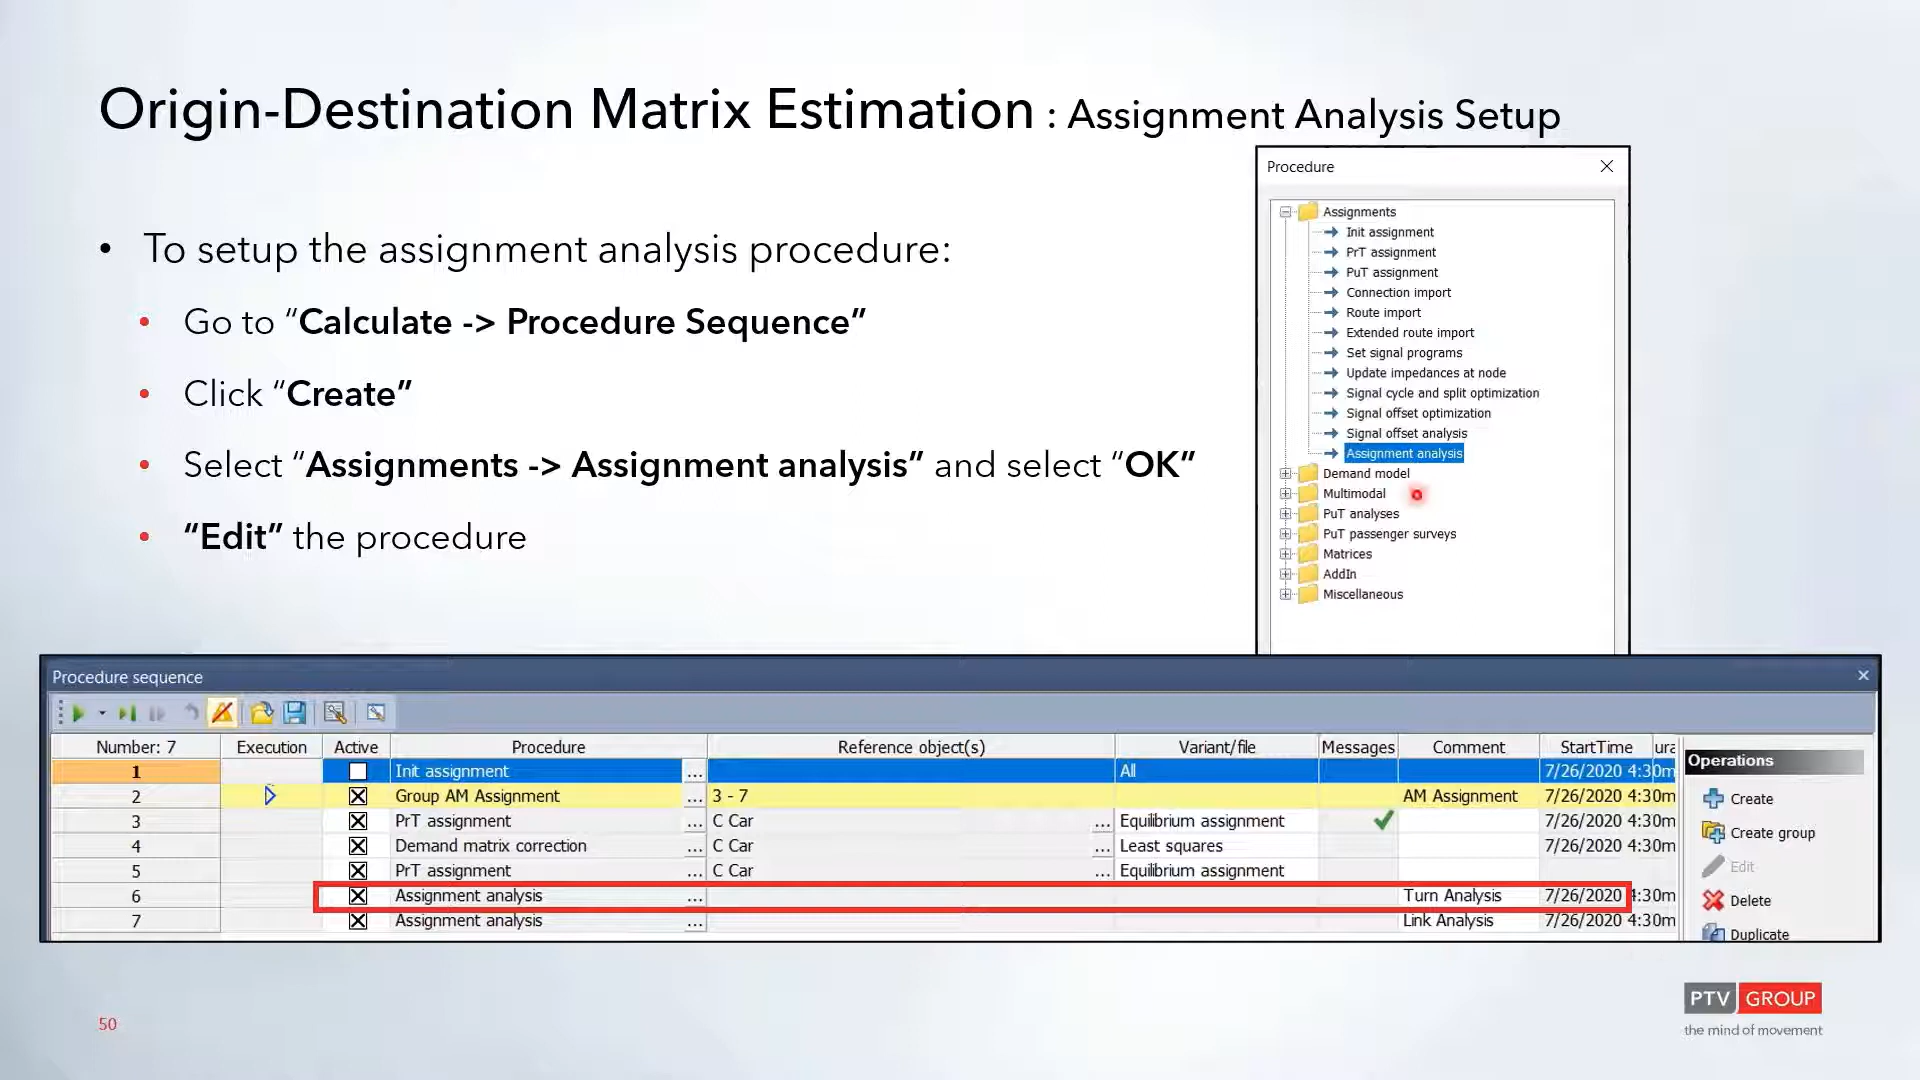 Origin-Destination Matrix Estimation : Assignment Analysis Setup
• To setup the assignment analysis procedure:
• Go to “Calculate -> Procedure Sequence”
• Click “Create”
• Select “Assignments -> Assignment analysis” and select “OK”
• “Edit” the procedure
Procedure
Assignments
Init assignment
PrT assignment
PuT assignment
Connection import
Route import
Extended route import
Set signal programs
Update impedances at node
Signal cycle and split optimization
Signal offset optimization
Signal offset analysis
Assignment analysis
Demand model
Multimodal
PuT analyses
PuT passenger surveys
Matrices
AddIn
Miscellaneous
Procedure sequence
Number: 7 Execution Active Procedure Reference object(s) Variant/file Messages Comment StartTime ura
1 Init assignment ... All 7/26/2020 4:30m
2 Group AM Assignment ... 3 - 7 AM Assignment 7/26/2020 4:30m
3 PrT assignment ... C Car ... Equilibrium assignment 7/26/2020 4:30m
4 Demand matrix correction ... C Car ... Least squares 7/26/2020 4:30m
5 PrT assignment ... C Car ... Equilibrium assignment
6 Assignment analysis ... Turn Analysis 7/26/2020 4:30m
7 Assignment analysis ... Link Analysis 7/26/2020 4:30m
Operations
Create
Create group
Edit
Delete
Duplicate
50
PTV GROUP
the mind of movement